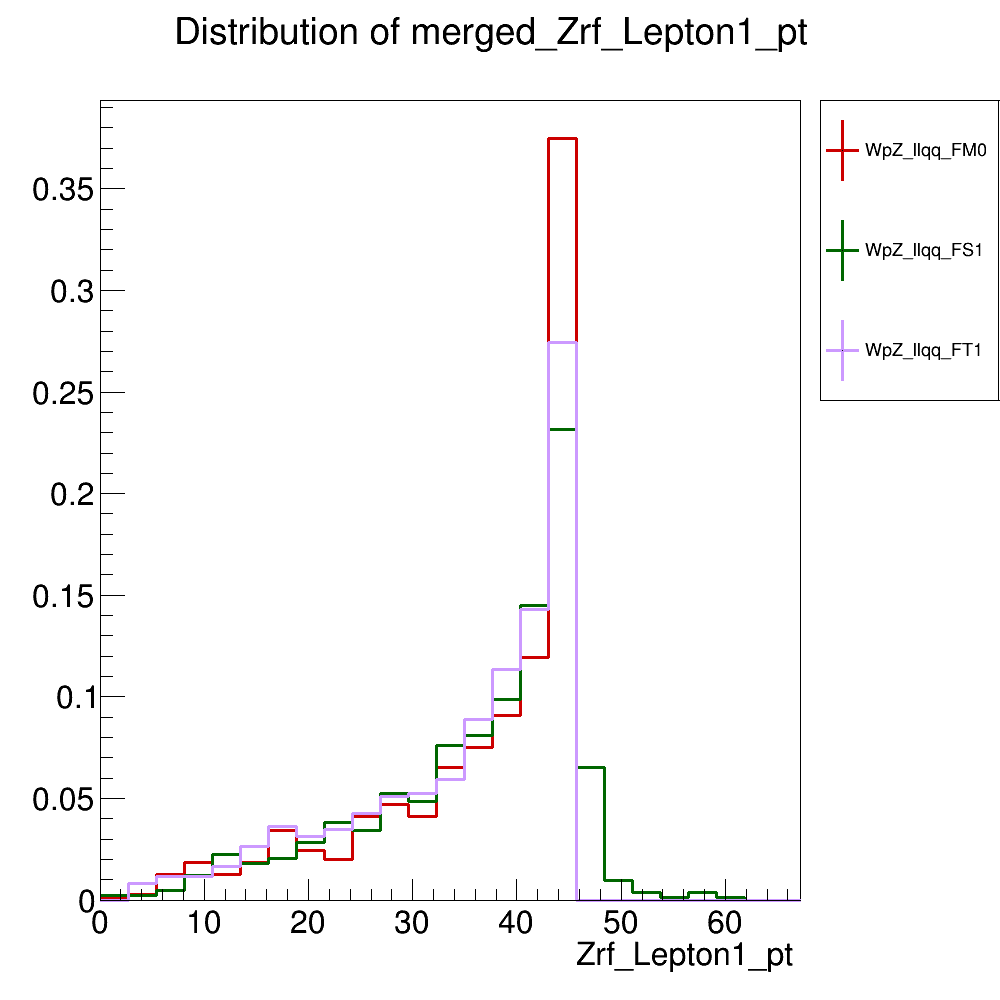 Distribution of merged_Zrf_Lepton1_pt
WpZ_llqq_FM0
WpZ_llqq_FS1
WpZ_llqq_FT1
0.35
0.3
0.25
0.2
0.15
0.1
0.05
0
0 10 20 30 40 50 60
Zrf_Lepton1_pt